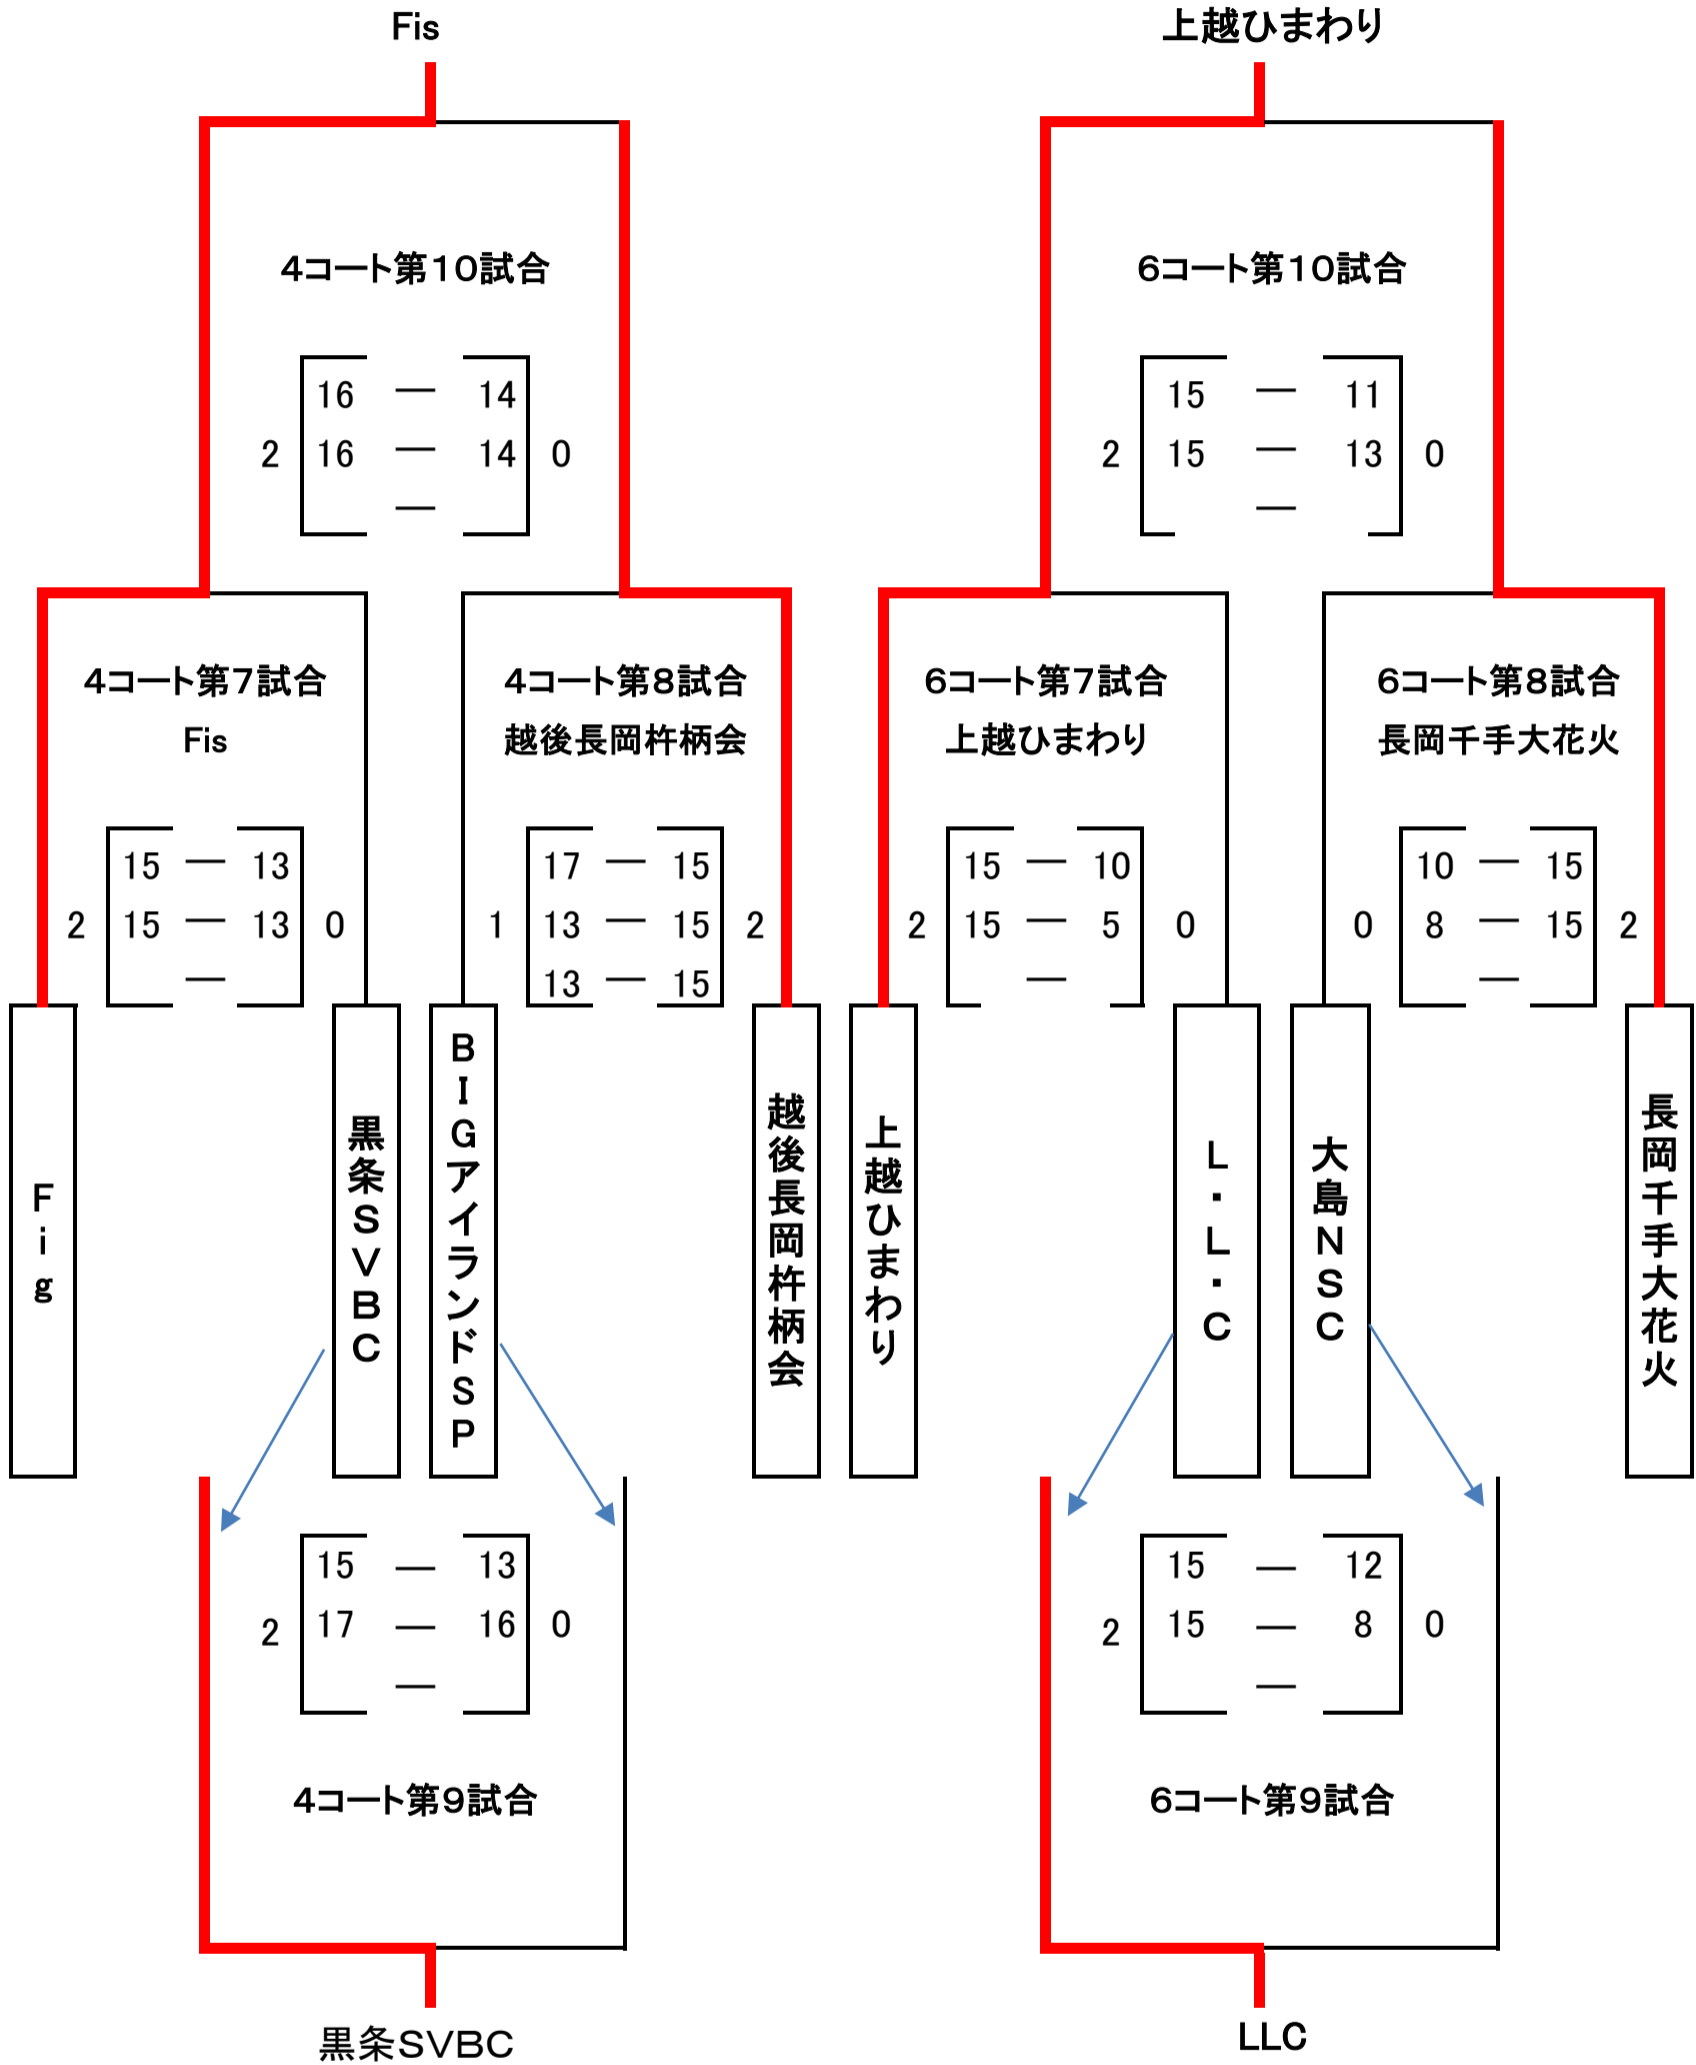 Fis
上越ひまわり
4コート第10試合
6コート第10試合
16 — 14
15 — 11
2 16 — 14 0
2 15 — 13 0
—
—
4コート第7試合
4コート第8試合
6コート第7試合
6コート第8試合
Fis
越後長岡杵柄会
上越ひまわり
長岡千手大花火
15 — 13
17 — 15
15 — 10
10 — 15
2 15 — 13 0
1 13 — 15 2
2 15 — 5 0
0 8 — 15 2
—
13 — 15
—
—
Fig
黒条SVBC
BIGアイランドSP
越後長岡杵柄会
上越ひまわり
L・L・C
大島NSC
長岡千手大花火
15 — 13
15 — 12
2 17 — 16 0
2 15 — 8 0
—
—
4コート第9試合
6コート第9試合
黒条SVBC
LLC